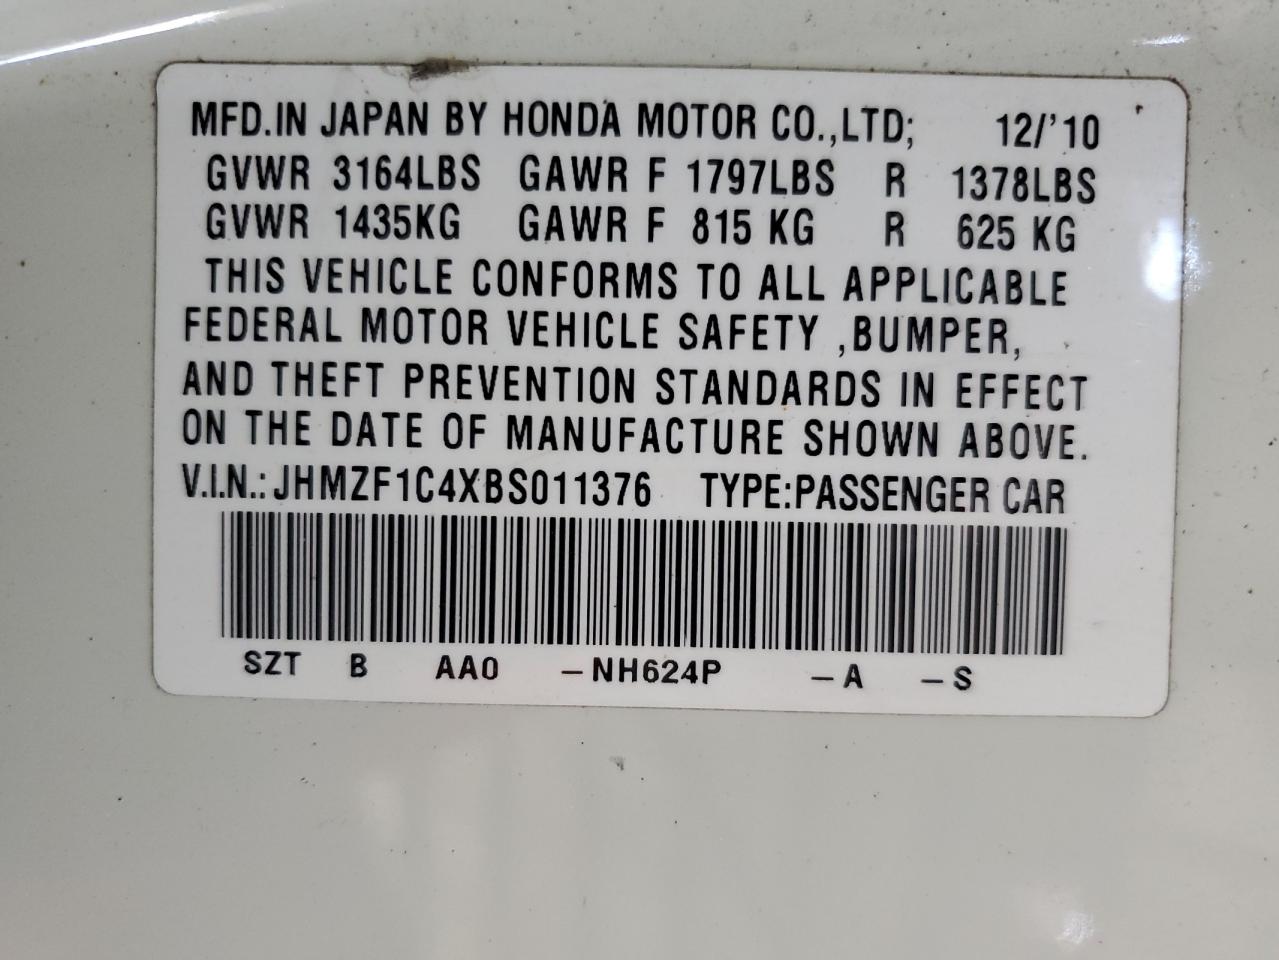 MFD.IN JAPAN BY HONDA MOTOR CO.,LTD; 12/'10
GVWR 3164LBS GAWR F 1797LBS R 1378LBS
GVWR 1435KG GAWR F 815 KG R 625 KG
THIS VEHICLE CONFORMS TO ALL APPLICABLE
FEDERAL MOTOR VEHICLE SAFETY ,BUMPER,
AND THEFT PREVENTION STANDARDS IN EFFECT
ON THE DATE OF MANUFACTURE SHOWN ABOVE.
V.I.N.: JHMZF1C4XBS011376 TYPE:PASSENGER CAR
SZT B AA0 –NH624P –A –S